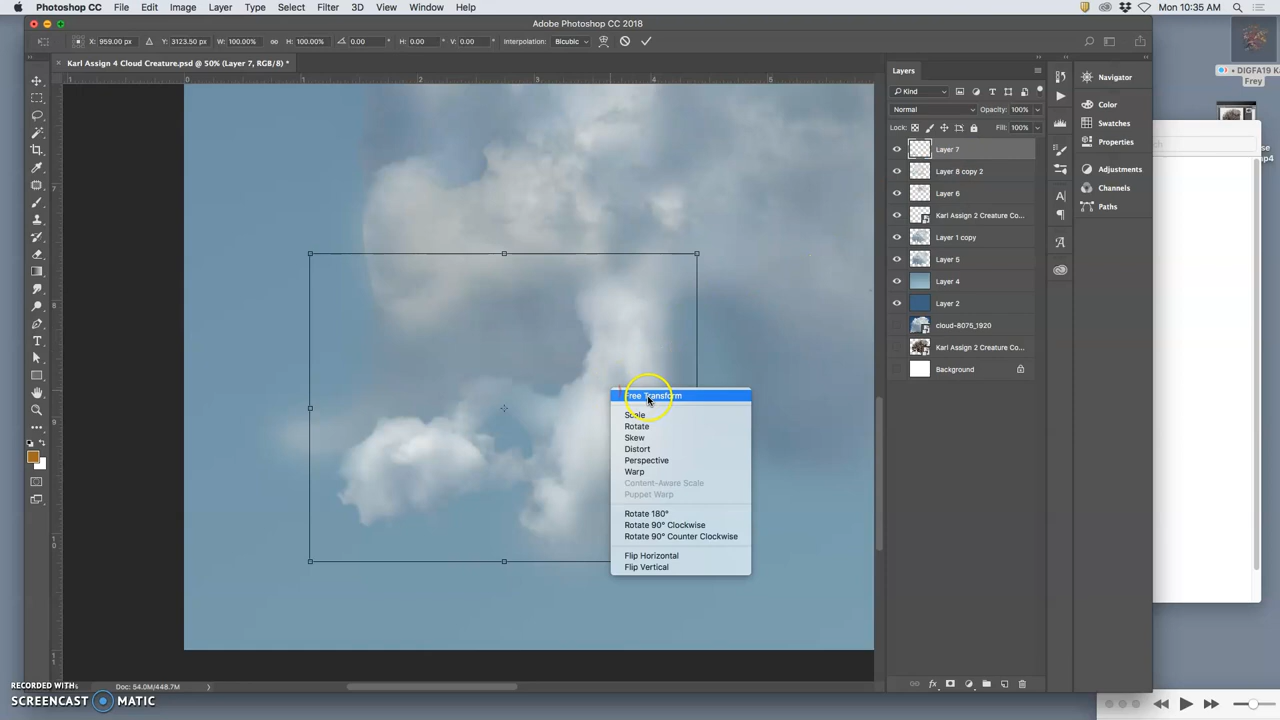 Photoshop CC File Edit Image Layer Type Select Filter 3D View Window Help Mon 10:35 AM
Adobe Photoshop CC 2018
X: 959.00 px Y: 3123.50 px W: 100.00% H: 100.00% 0.00 ° H: 0.00 ° V: 0.00 ° Interpolation: Bicubic
× Karl Assign 4 Cloud Creature.psd @ 50% (Layer 7, RGB/8) *
Layers
Kind
Normal Opacity: 100%
Lock: Fill: 100%
Layer 7
Layer 8 copy 2
Layer 6
Karl Assign 2 Creature Co...
Layer 1 copy
Layer 5
Layer 4
Layer 2
cloud-8075_1920
Karl Assign 2 Creature Co...
Background
Navigator
Color
Swatches
Properties
Adjustments
Channels
Paths
DIGFA19 Ka
Frey
mp4
Free Transform
Scale
Rotate
Skew
Distort
Perspective
Warp
Content-Aware Scale
Puppet Warp
Rotate 180°
Rotate 90° Clockwise
Rotate 90° Counter Clockwise
Flip Horizontal
Flip Vertical
Doc: 54.0M/448.7M
RECORDED WITH
SCREENCAST MATIC